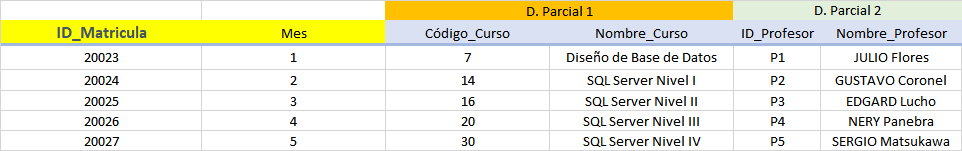 D. Parcial 1 D. Parcial 2
ID_Matricula Mes Código_Curso Nombre_Curso ID_Profesor Nombre_Profesor
20023 1 7 Diseño de Base de Datos P1 JULIO Flores
20024 2 14 SQL Server Nivel I P2 GUSTAVO Coronel
20025 3 16 SQL Server Nivel II P3 EDGARD Lucho
20026 4 20 SQL Server Nivel III P4 NERY Panebra
20027 5 30 SQL Server Nivel IV P5 SERGIO Matsukawa